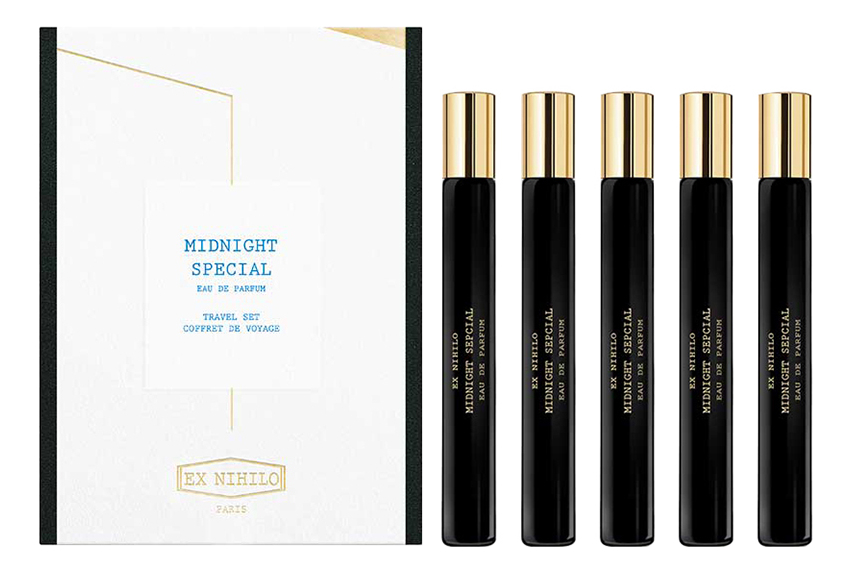 MIDNIGHT
SPECIAL
EAU DE PARFUM
TRAVEL SET
COFFRET DE VOYAGE
EX NIHILO
PARIS
EX NIHILO
MIDNIGHT SEPCIAL
EAU DE PARFUM
EX NIHILO
MIDNIGHT SEPCIAL
EAU DE PARFUM
EX NIHILO
MIDNIGHT SEPCIAL
EAU DE PARFUM
EX NIHILO
MIDNIGHT SEPCIAL
EAU DE PARFUM
EX NIHILO
MIDNIGHT SEPCIAL
EAU DE PARFUM